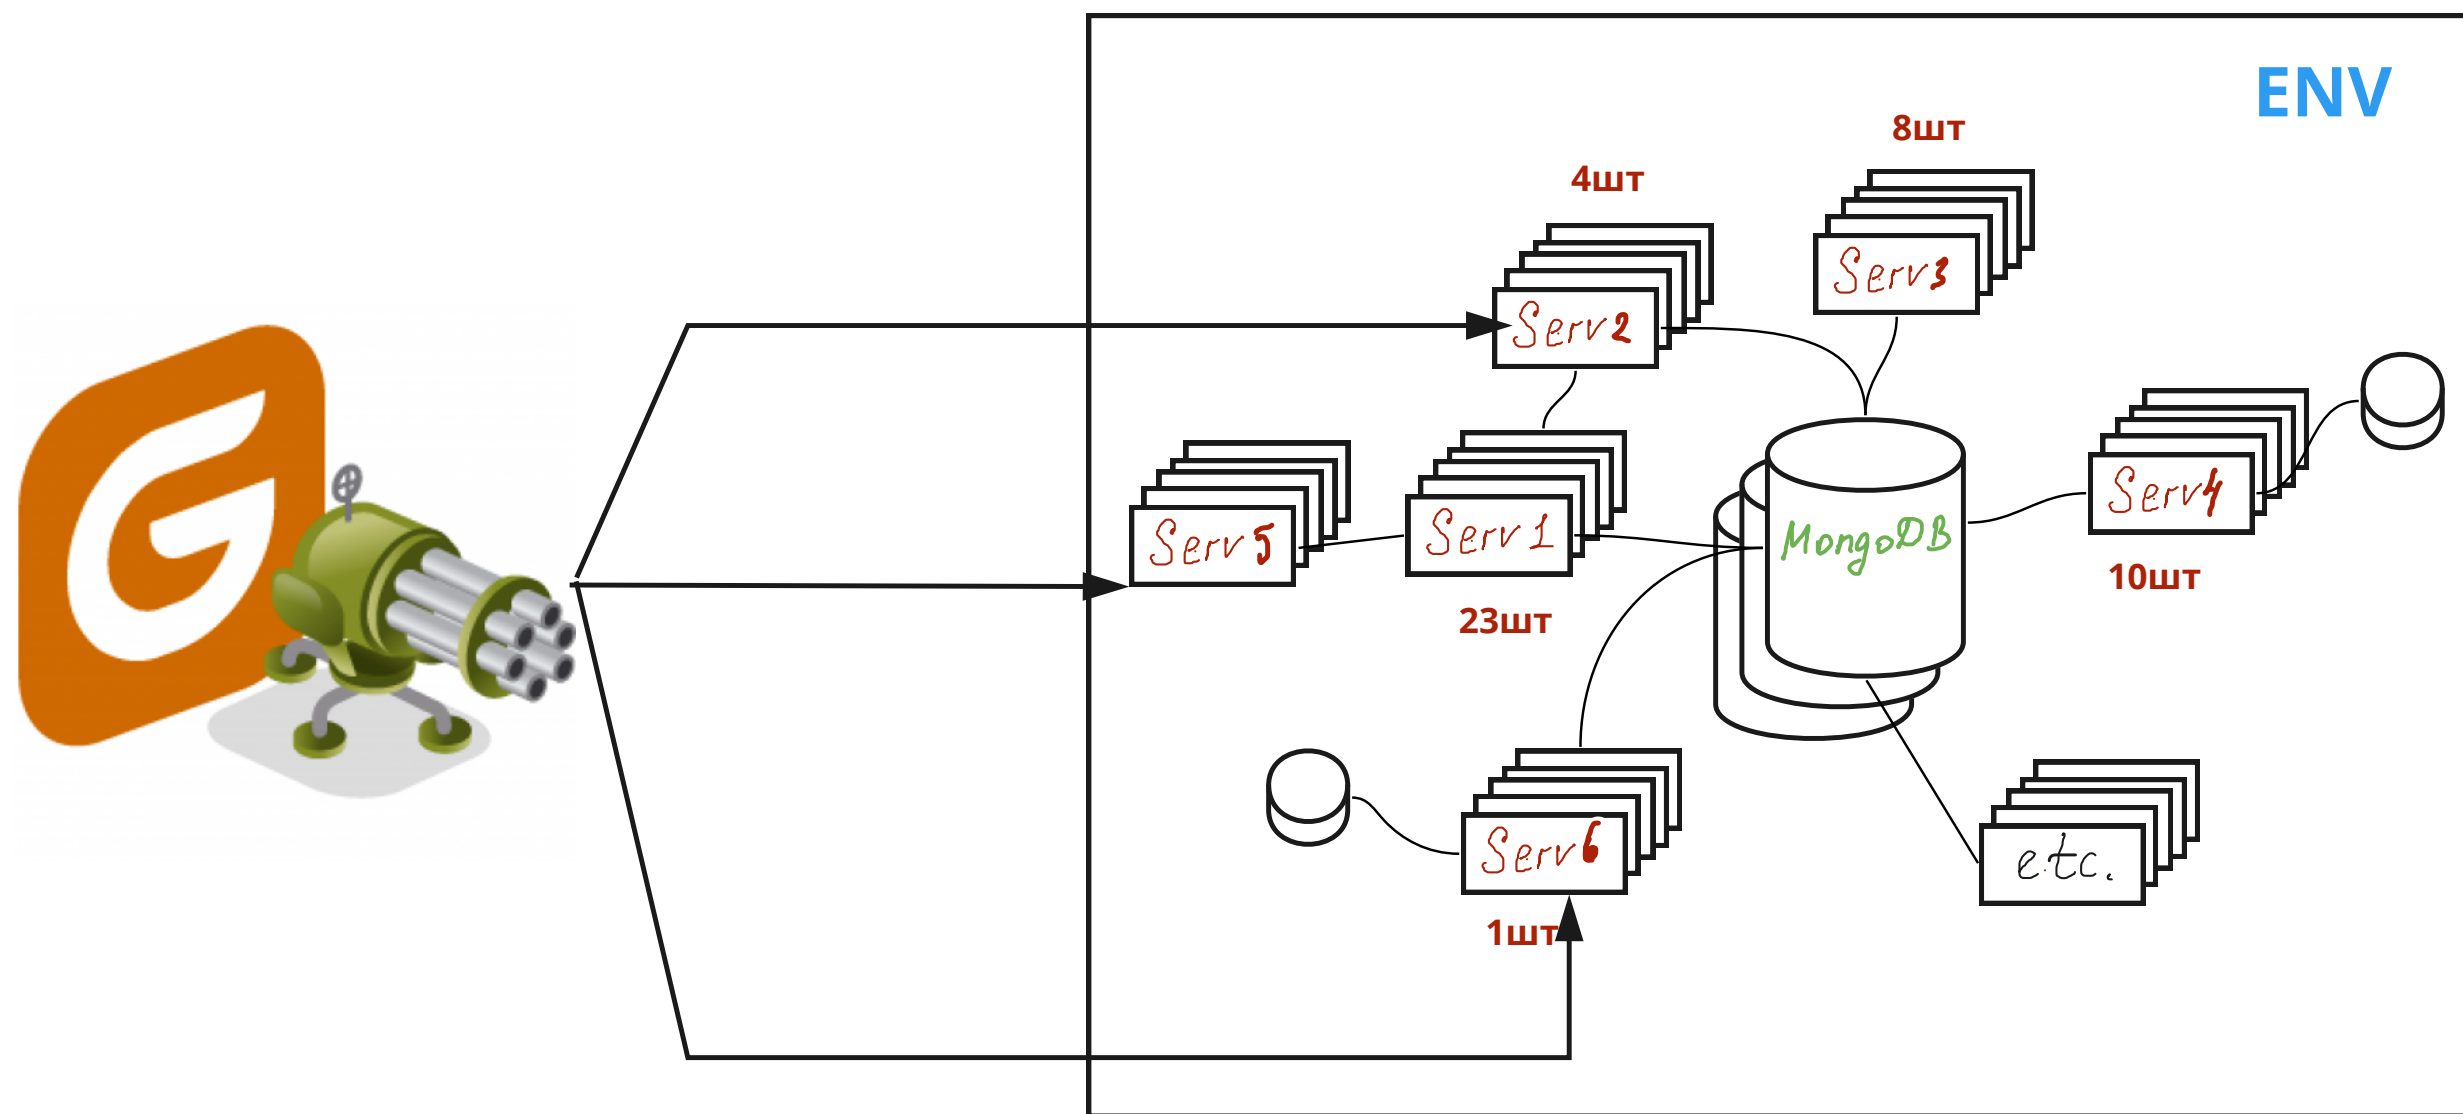 ENV
8шт
4шт
Serv3
Serv2
Serv4
Serv5
Serv1
MongoDB
10шт
23шт
Serv6
etc.
1шт